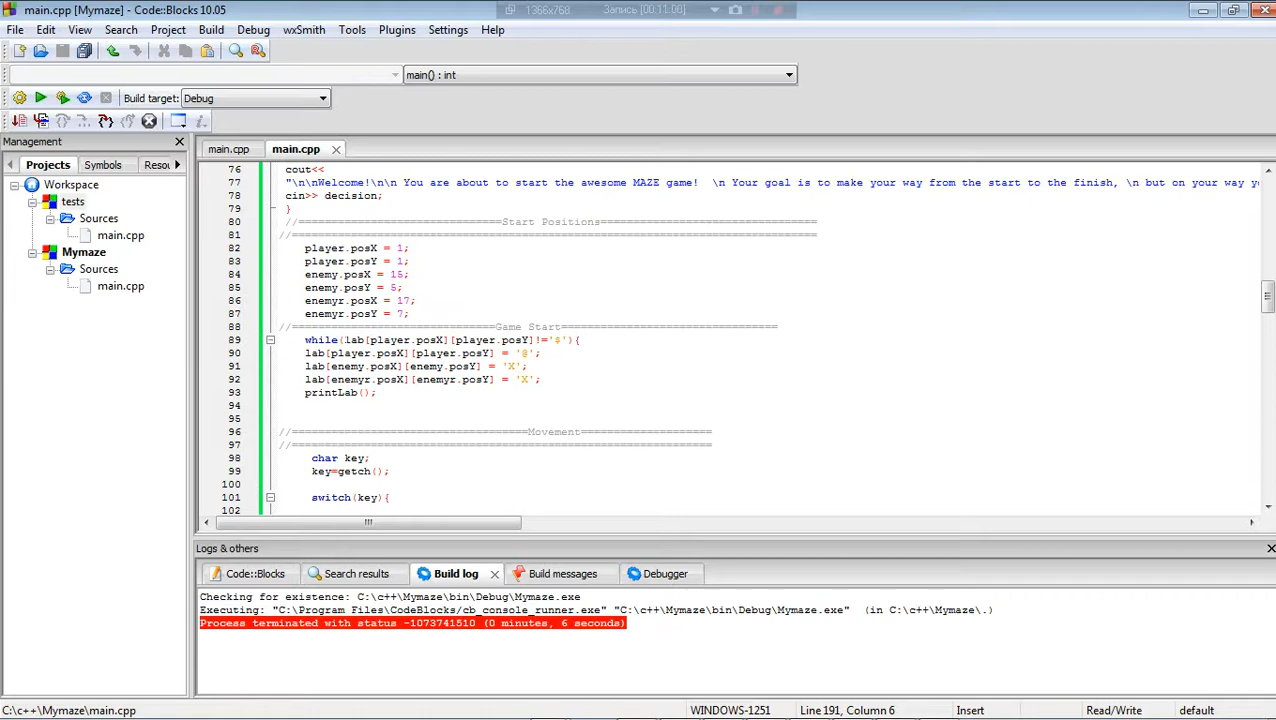 main.cpp [Mymaze] - Code::Blocks 10.05
1366x768
Запись [00:11:00]
File Edit View Search Project Build Debug wxSmith Tools Plugins Settings Help
main() : int
Build target: Debug
Management
Projects Symbols Resou
main.cpp main.cpp
Workspace
tests
Sources
main.cpp
Mymaze
Sources
main.cpp
76 cout<<
77 "\n\nWelcome!\n\n You are about to start the awesome MAZE game!  \n Your goal is to make your way from the start to the finish, \n but on your way y
78 cin>> decision;
79 }
80 //===============================Start Positions=================================
81 //================================================================================
82 player.posX = 1;
83 player.posY = 1;
84 enemy.posX = 15;
85 enemy.posY = 5;
86 enemyr.posX = 17;
87 enemyr.posY = 7;
88 //===============================Game Start=================================
89 while(lab[player.posX][player.posY]!='$'){
90 lab[player.posX][player.posY] = '@';
91 lab[enemy.posX][enemy.posY] = 'X';
92 lab[enemyr.posX][enemyr.posY] = 'X';
93 printLab();
94
95
96 //====================================Movement====================
97 //================================================================
98 char key;
99 key=getch();
100
101 switch(key){
102
Logs & others
Code::Blocks Search results Build log Build messages Debugger
Checking for existence: C:\c++\Mymaze\bin\Debug\Mymaze.exe
Executing: "C:\Program Files\CodeBlocks/cb_console_runner.exe" "C:\c++\Mymaze\bin\Debug\Mymaze.exe"  (in C:\c++\Mymaze\.)
Process terminated with status -1073741510 (0 minutes, 6 seconds)
C:\c++\Mymaze\main.cpp WINDOWS-1251 Line 191, Column 6 Insert Read/Write default